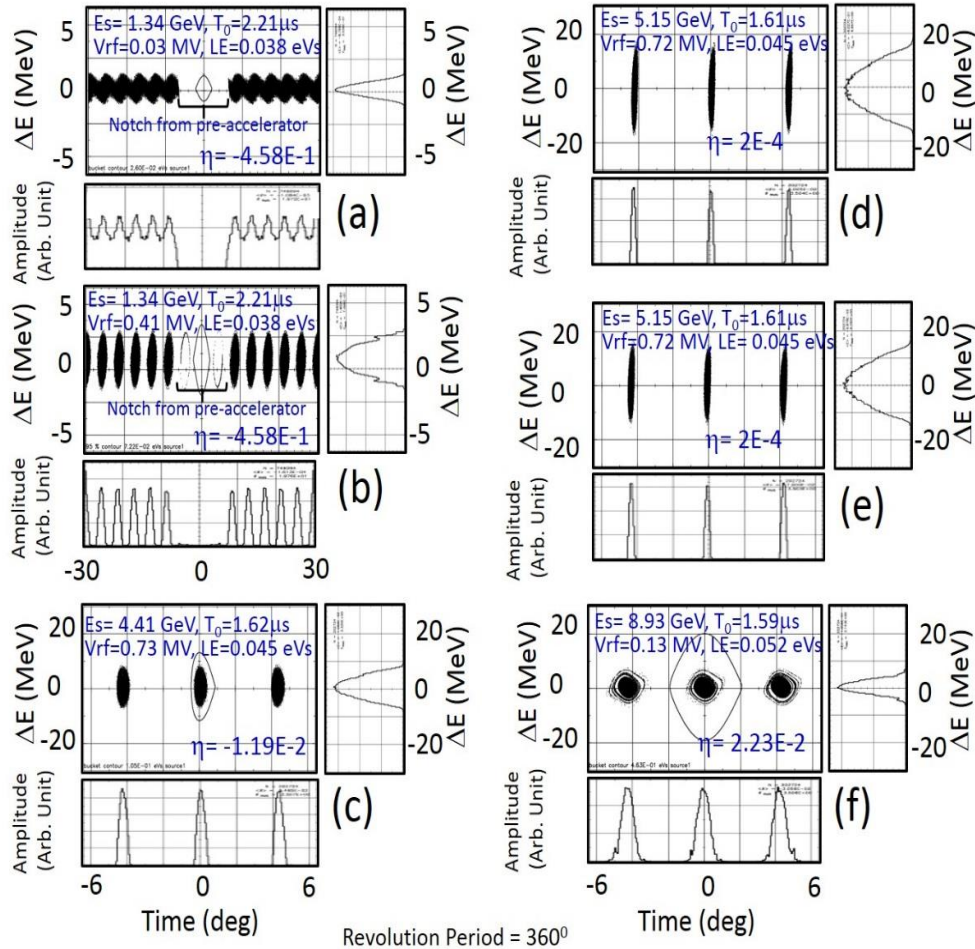 Es= 1.34 GeV, T0=2.21µs
Vrf=0.03 MV, LE=0.038 eVs
5
0
-5
ΔE (MeV)
Notch from pre-accelerator
η= -4.58E-1
5
0
-5
ΔE (MeV)
Amplitude
(Arb. Unit)
(a)
Es= 1.34 GeV, T0=2.21µs
Vrf=0.41 MV, LE=0.038 eVs
5
0
-5
ΔE (MeV)
Notch from pre-accelerator
η= -4.58E-1
5
0
-5
ΔE (MeV)
Amplitude
(Arb. Unit)
(b)
-30
0
30
Es= 4.41 GeV, T0=1.62µs
Vrf=0.73 MV, LE=0.045 eVs
20
0
-20
ΔE (MeV)
η= -1.19E-2
20
0
-20
ΔE (MeV)
Amplitude
(Arb. Unit)
(c)
-6
0
6
Time (deg)
Es= 5.15 GeV, T0=1.61µs
Vrf=0.72 MV, LE=0.045 eVs
20
0
-20
ΔE (MeV)
η= 2E-4
20
0
-20
ΔE (MeV)
Amplitude
(Arb. Unit)
(d)
Es= 5.15 GeV, T0=1.61µs
Vrf=0.72 MV, LE= 0.045 eVs
20
0
-20
ΔE (MeV)
η= 2E-4
20
0
-20
ΔE (MeV)
Amplitude
(Arb. Unit)
(e)
Es= 8.93 GeV, T0=1.59µs
Vrf=0.13 MV, LE=0.052 eVs
20
0
-20
ΔE (MeV)
η= 2.23E-2
20
0
-20
ΔE (MeV)
Amplitude
(Arb. Unit)
(f)
-6
0
6
Time (deg)
Revolution Period = 360⁰